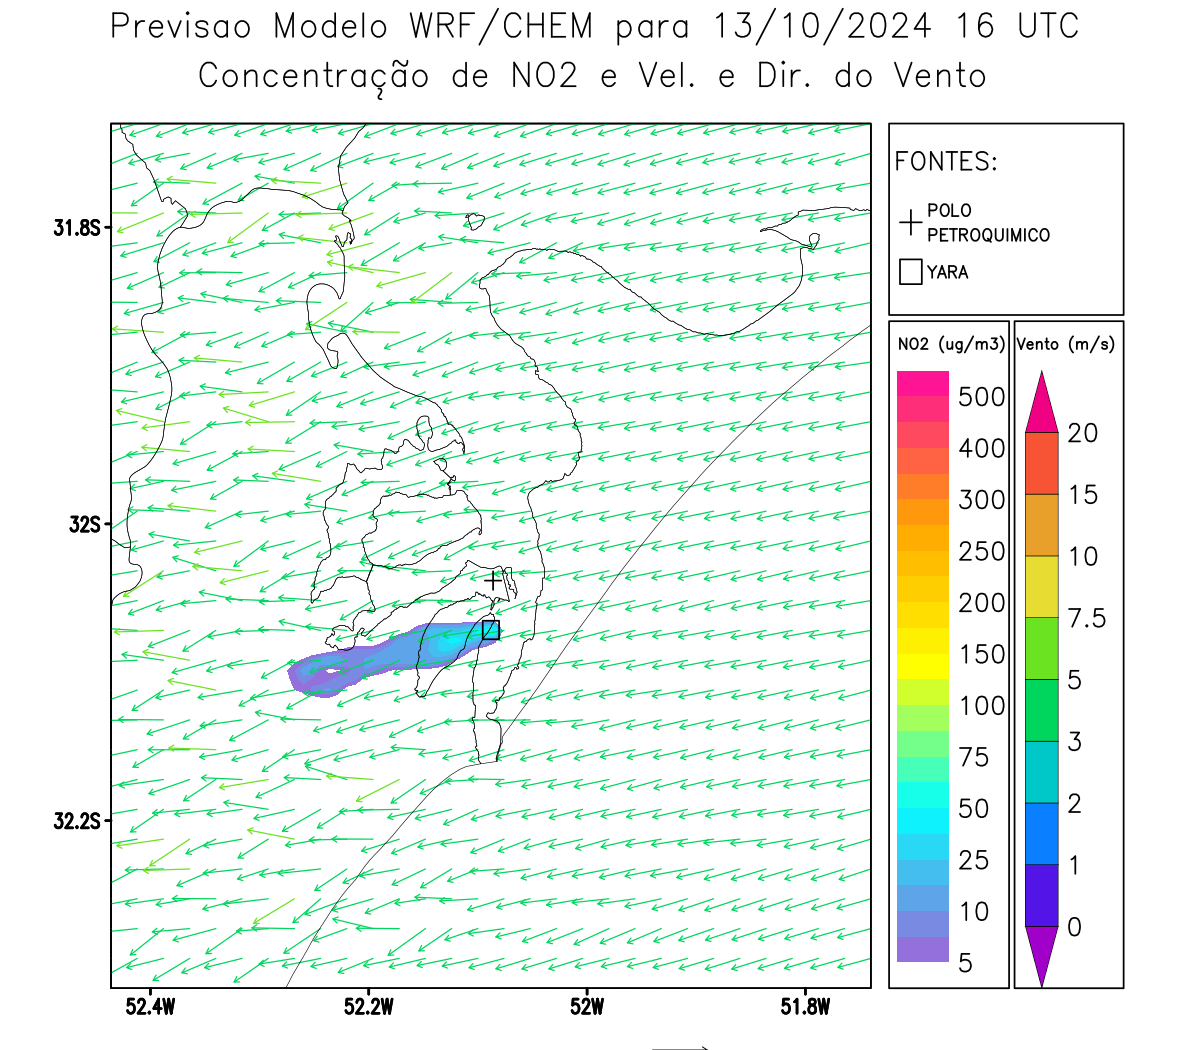 Previsao Modelo WRF/CHEM para 13/10/2024 16 UTC
Concentração de NO2 e Vel. e Dir. do Vento
FONTES:
POLO
PETROQUIMICO
YARA
31.8S
32S
32.2S
52.4W
52.2W
52W
51.8W
NO2 (ug/m3)
500
400
300
250
200
150
100
75
50
25
10
5
Vento (m/s)
20
15
10
7.5
5
3
2
1
0